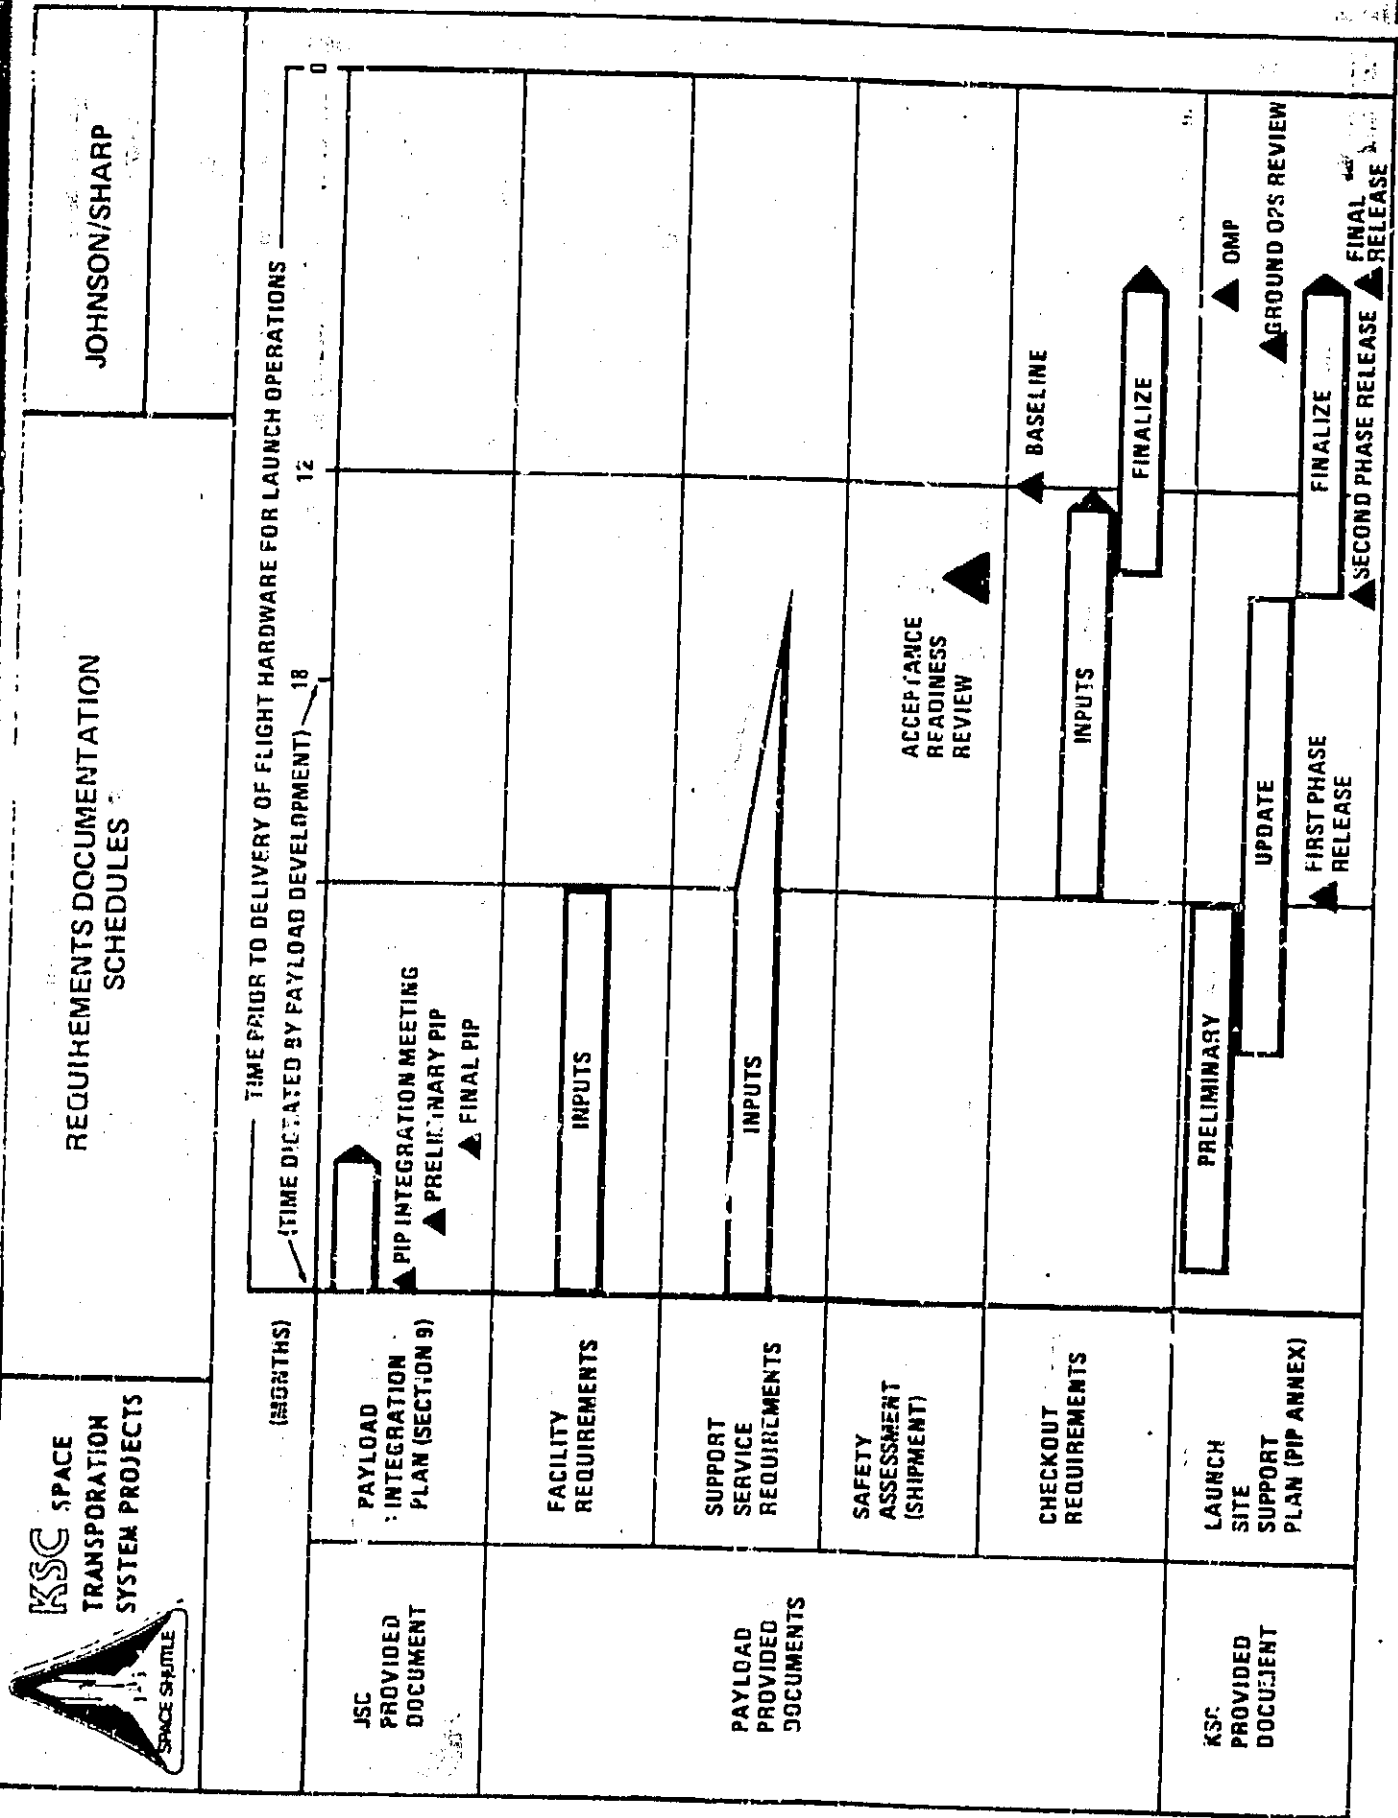 KSC SPACE
TRANSPORATION
SYSTEM PROJECTS
SPACE SHUTTLE
REQUIREMENTS DOCUMENTATION
SCHEDULES
JOHNSON/SHARP
(MONTHS)
TIME PRIOR TO DELIVERY OF FLIGHT HARDWARE FOR LAUNCH OPERATIONS
(TIME DICTATED BY PAYLOAD DEVELOPMENT)
18
12
0
JSC
PROVIDED
DOCUMENT
PAYLOAD
INTEGRATION
PLAN (SECTION 9)
PIP INTEGRATION MEETING
PRELIMINARY PIP
FINAL PIP
PAYLOAD
PROVIDED
DOCUMENTS
FACILITY
REQUIREMENTS
INPUTS
SUPPORT
SERVICE
REQUIREMENTS
INPUTS
SAFETY
ASSESSMENT
(SHIPMENT)
ACCEPTANCE
READINESS
REVIEW
CHECKOUT
REQUIREMENTS
BASELINE
INPUTS
FINALIZE
KSC
PROVIDED
DOCUMENT
LAUNCH
SITE
SUPPORT
PLAN (PIP ANNEX)
PRELIMINARY
OMP
UPDATE
GROUND OPS REVIEW
FINALIZE
FIRST PHASE
RELEASE
SECOND PHASE RELEASE
FINAL
RELEASE